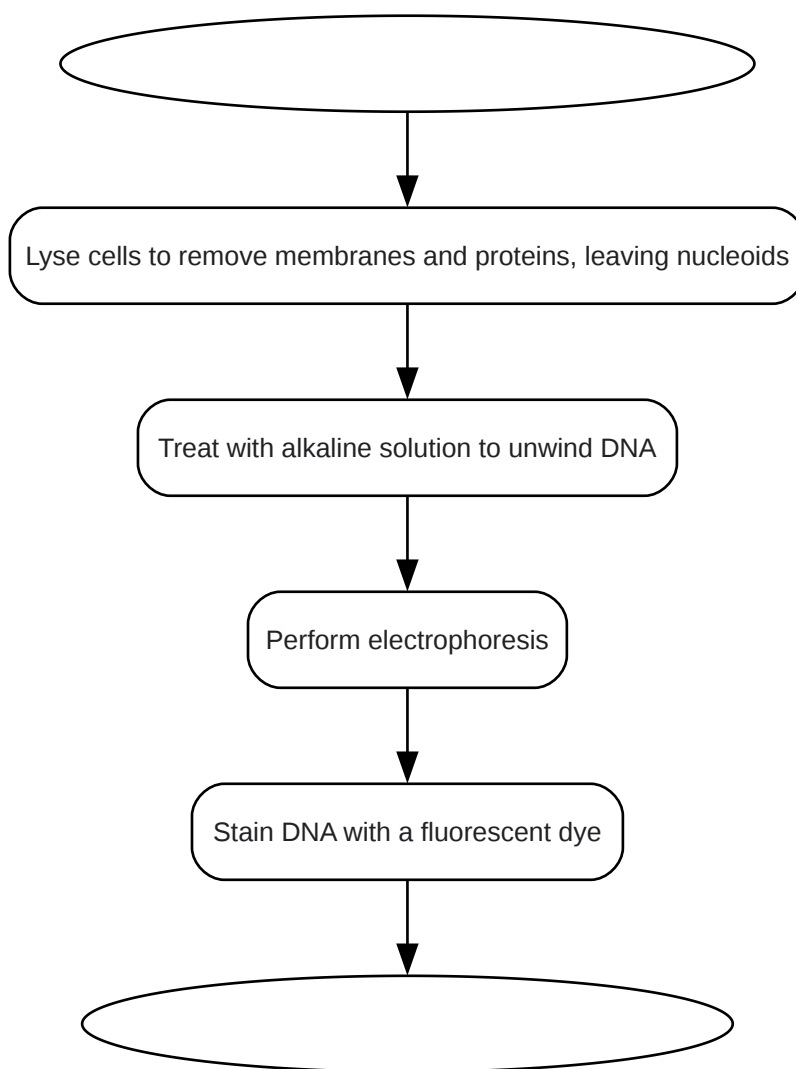 Lyse cells to remove membranes and proteins, leaving nucleoids
Treat with alkaline solution to unwind DNA
Perform electrophoresis
Stain DNA with a fluorescent dye